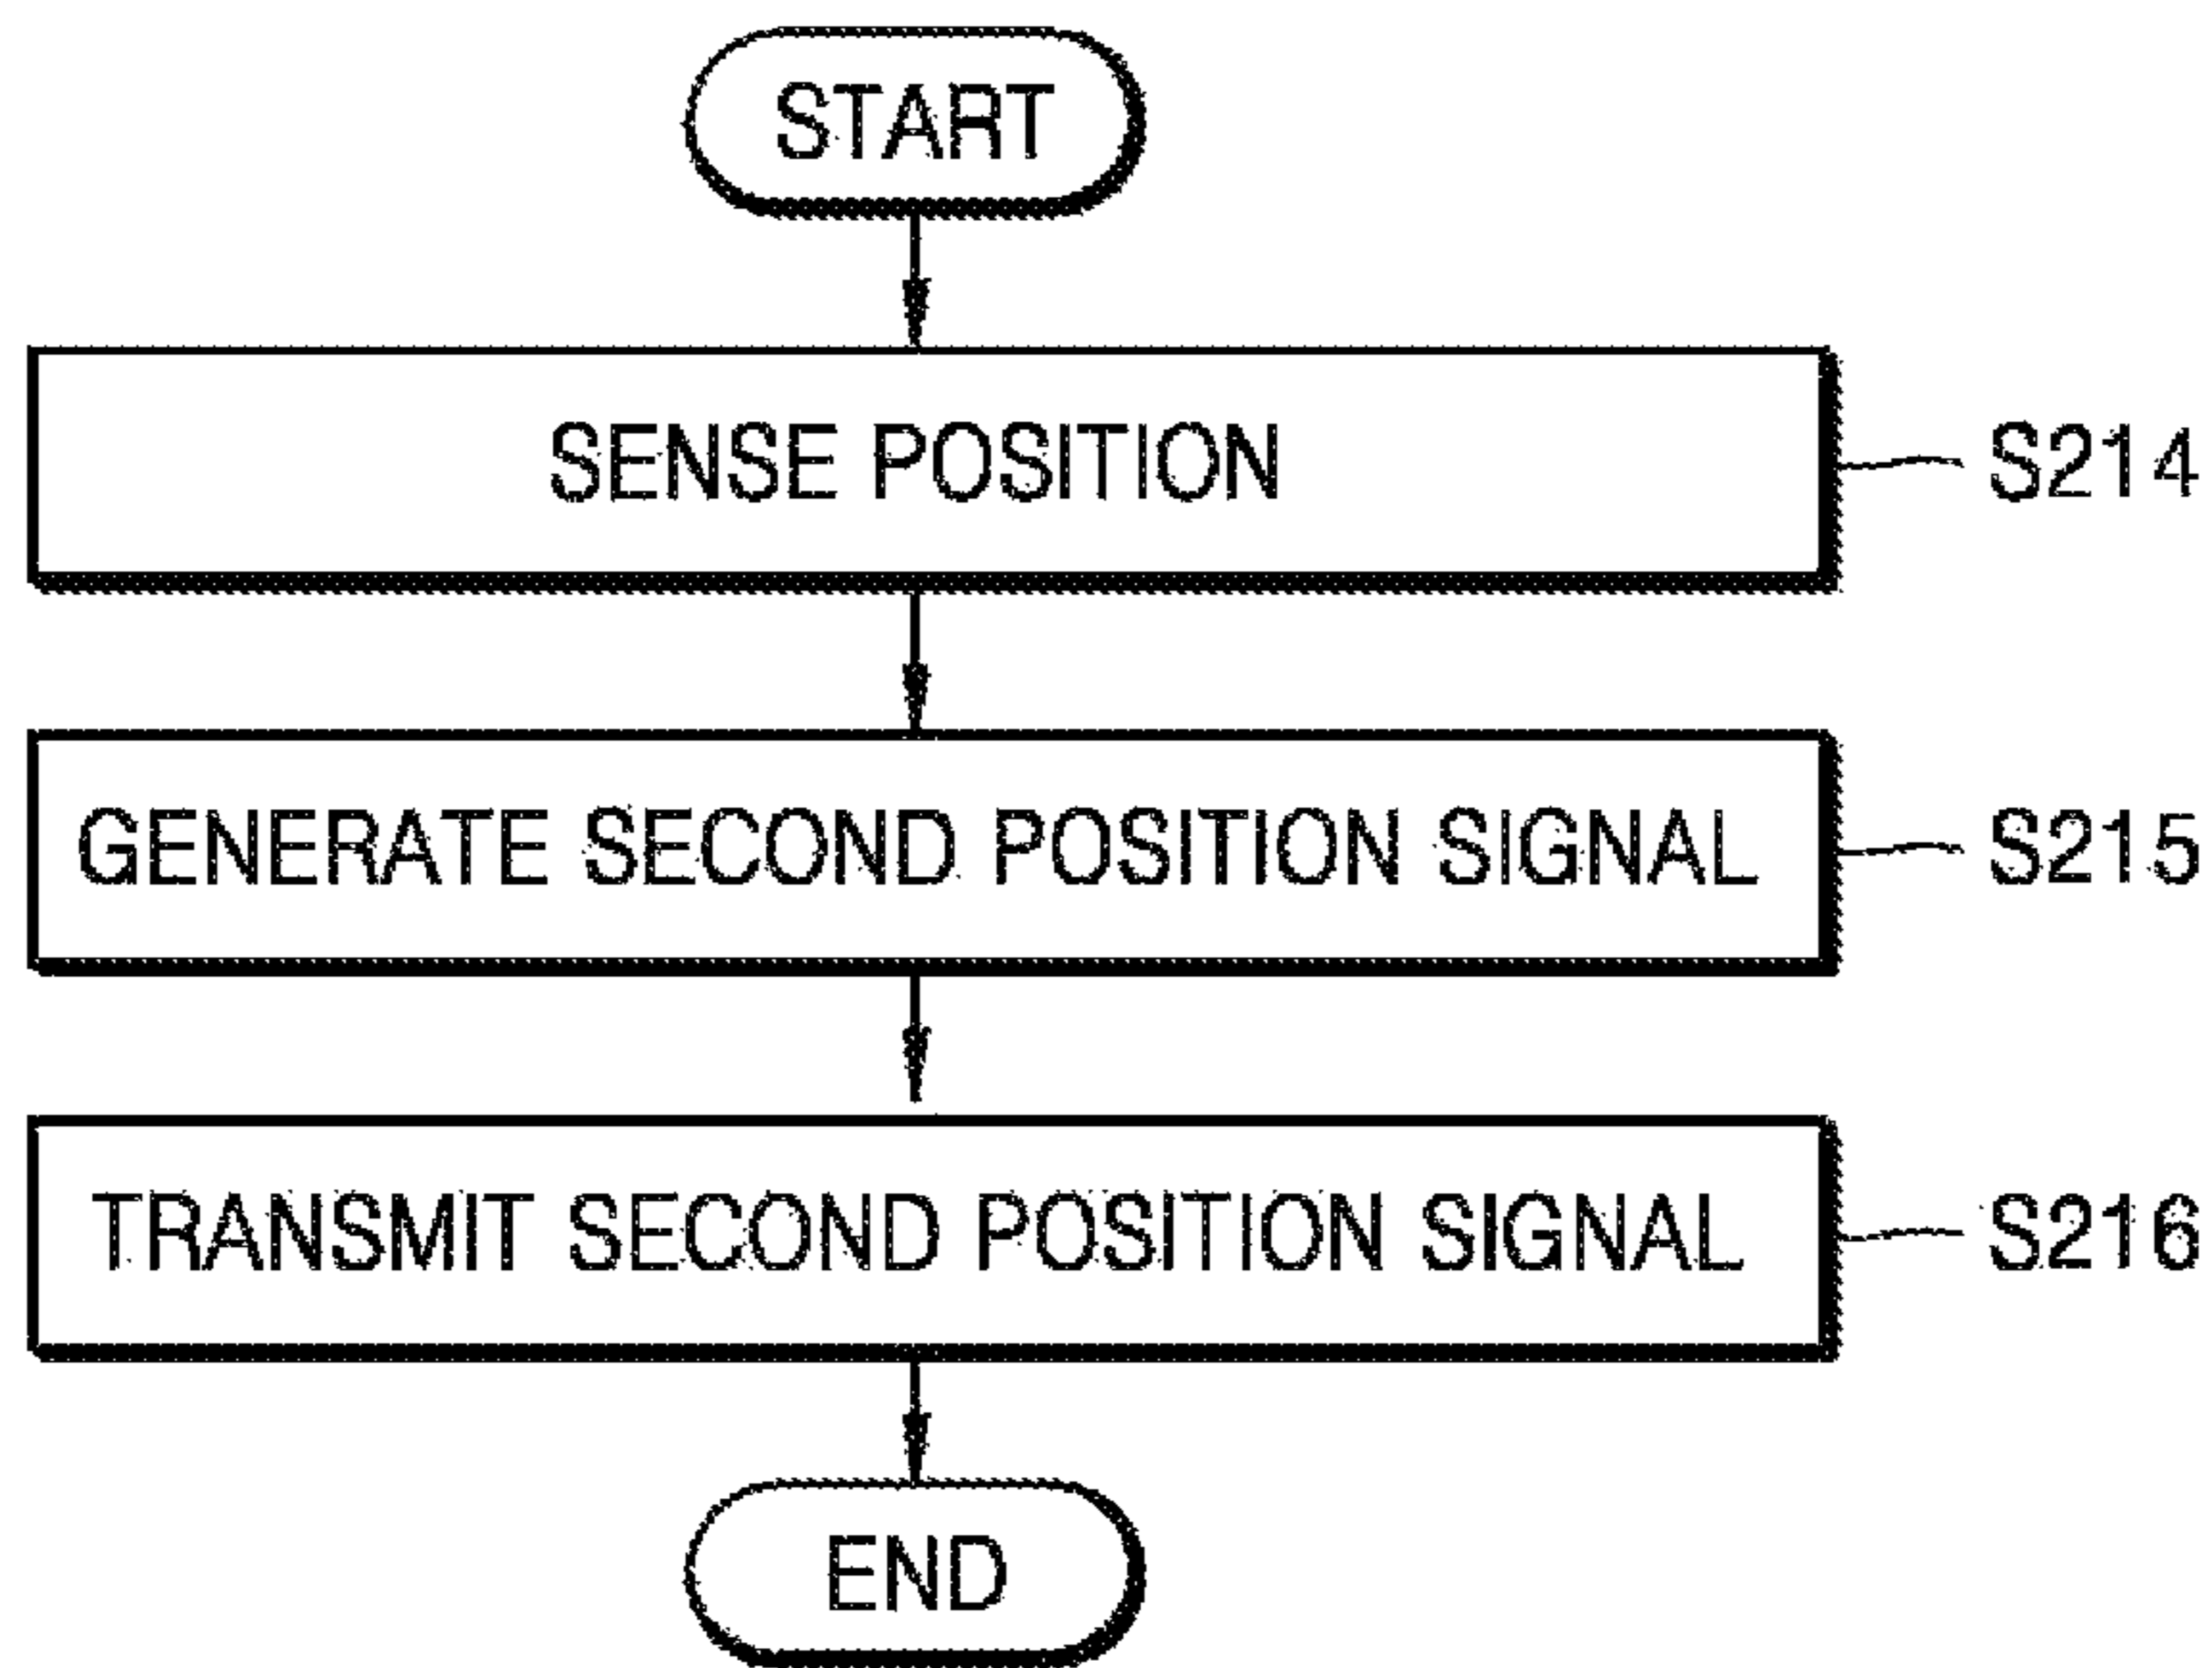 START
SENSE POSITION
S214
GENERATE SECOND POSITION SIGNAL
S215
TRANSMIT SECOND POSITION SIGNAL
S216
END